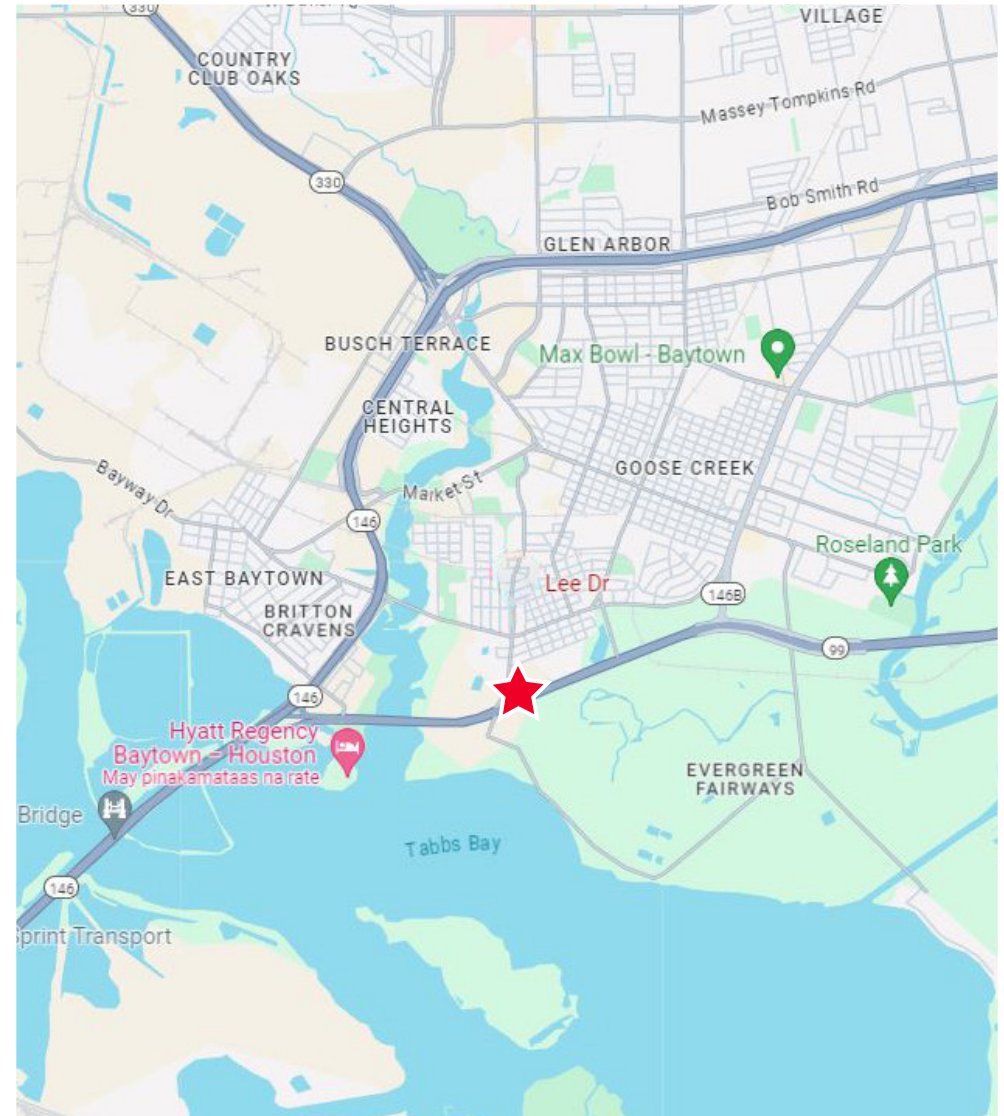 330
VILLAGE
COUNTRY
CLUB OAKS
Massey Tompkins Rd
330
Bob Smith Rd
GLEN ARBOR
BUSCH TERRACE
Max Bowl - Baytown
CENTRAL
HEIGHTS
GOOSE CREEK
Bayway Dr
Market St
146
Roseland Park
EAST BAYTOWN
Lee Dr
146B
BRITTON
CRAVENS
99
146
Hyatt Regency
Baytown – Houston
May pinakamataas na rate
EVERGREEN
FAIRWAYS
Bridge
Tabbs Bay
146
Sprint Transport